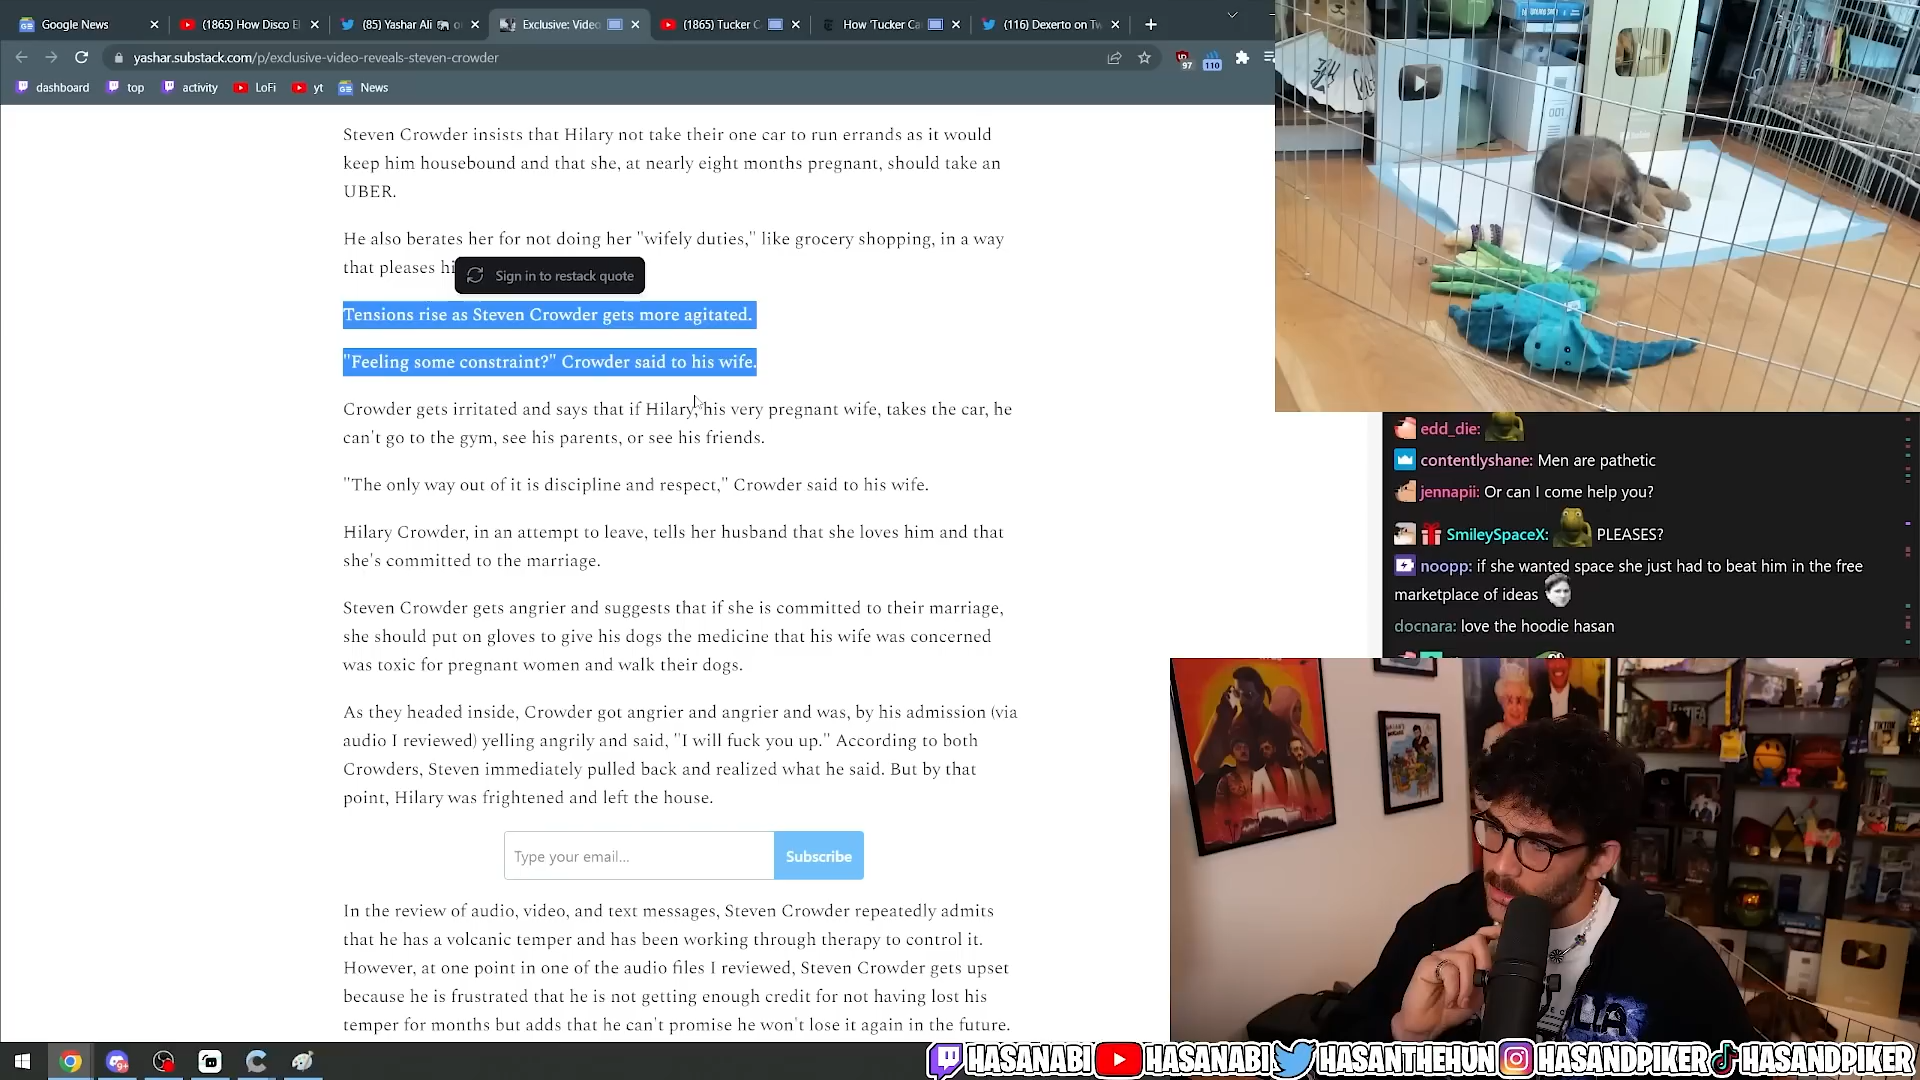 Google News
(1865) How Disco E
(85) Yashar Ali
Exclusive: Video
(1865) Tucker C
How 'Tucker Ca
(116) Dexerto on Tw
yashar.substack.com/p/exclusive-video-reveals-steven-crowder
97
110
dashboard
top
activity
LoFi
yt
News
Steven Crowder insists that Hilary not take their one car to run errands as it would
keep him housebound and that she, at nearly eight months pregnant, should take an
UBER.
He also berates her for not doing her "wifely duties," like grocery shopping, in a way
that pleases hi
Sign in to restack quote
Tensions rise as Steven Crowder gets more agitated.
"Feeling some constraint?" Crowder said to his wife.
Crowder gets irritated and says that if Hilary, his very pregnant wife, takes the car, he
can't go to the gym, see his parents, or see his friends.
"The only way out of it is discipline and respect," Crowder said to his wife.
Hilary Crowder, in an attempt to leave, tells her husband that she loves him and that
she's committed to the marriage.
Steven Crowder gets angrier and suggests that if she is committed to their marriage,
she should put on gloves to give his dogs the medicine that his wife was concerned
was toxic for pregnant women and walk their dogs.
As they headed inside, Crowder got angrier and angrier and was, by his admission (via
audio I reviewed) yelling angrily and said, "I will fuck you up." According to both
Crowders, Steven immediately pulled back and realized what he said. But by that
point, Hilary was frightened and left the house.
Type your email...
Subscribe
In the review of audio, video, and text messages, Steven Crowder repeatedly admits
that he has a volcanic temper and has been working through therapy to control it.
However, at one point in one of the audio files I reviewed, Steven Crowder gets upset
because he is frustrated that he is not getting enough credit for not having lost his
temper for months but adds that he can't promise he won't lose it again in the future.
edd_die:
contentlyshane: Men are pathetic
jennapii: Or can I come help you?
SmileySpaceX: PLEASES?
noopp: if she wanted space she just had to beat him in the free
marketplace of ideas
docnara: love the hoodie hasan
LA
HASANABI
HASANABI
HASANTHEHUN
HASANDPIKER
HASANDPIKER